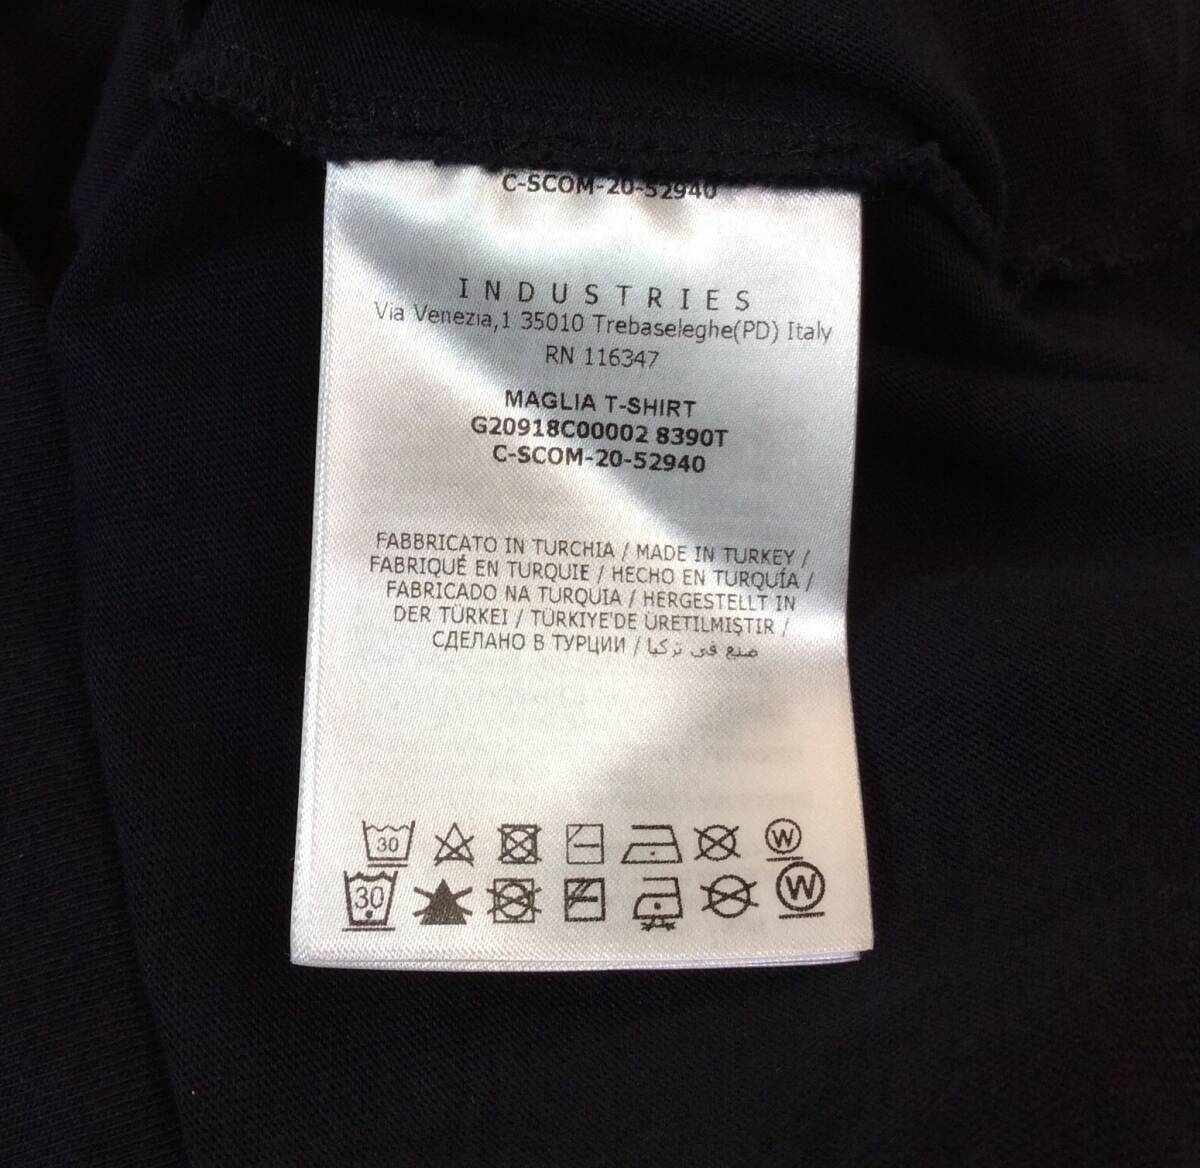 C-SCOM-20-52940
INDUSTRIES
Via Venezia,1 35010 Trebaseleghe(PD) Italy
RN 116347
MAGLIA T-SHIRT
G20918C00002 8390T
C-SCOM-20-52940
FABBRICATO IN TURCHIA / MADE IN TURKEY /
FABRIQUÉ EN TURQUIE / HECHO EN TURQUÍA /
FABRICADO NA TURQUIA / HERGESTELLT IN
DER TÜRKEI / TÜRKIYE'DE ÜRETILMIŞTIR /
СДЕЛАНО В ТУРЦИИ / صنع في تركيا
30 W
30 W